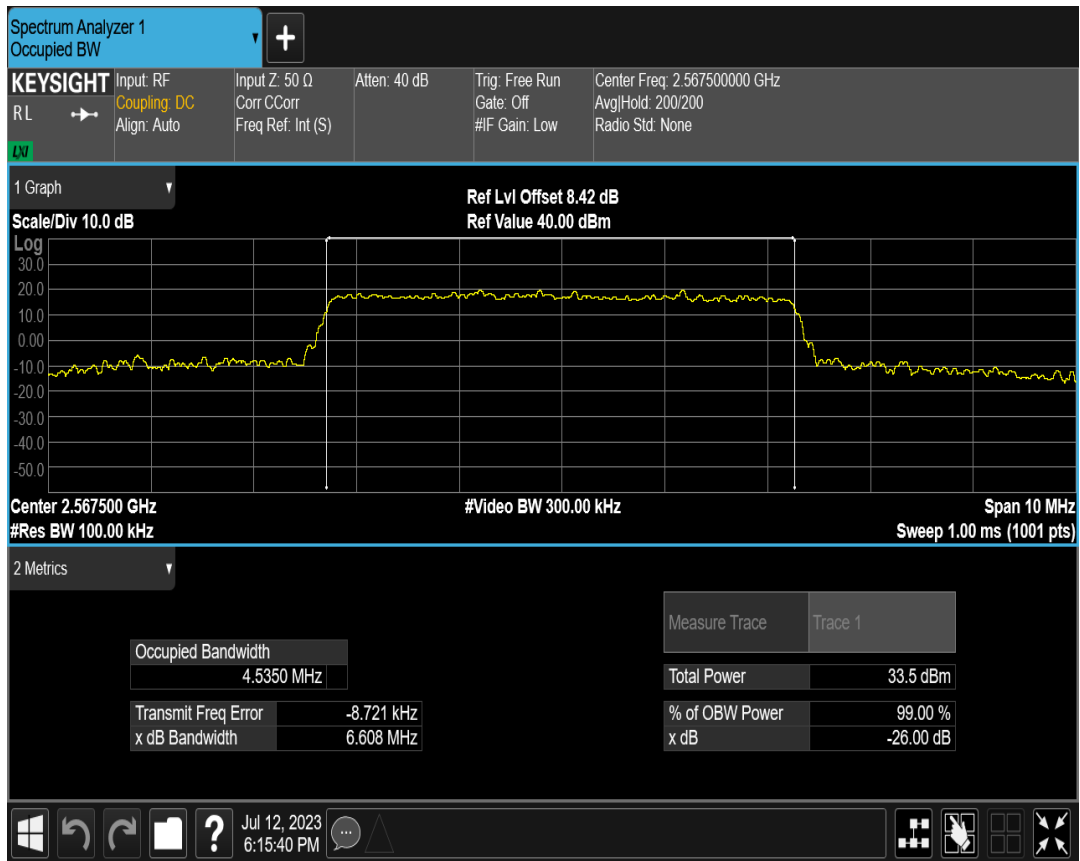 Spectrum Analyzer 1
Occupied BW
KEYSIGHT
RL
LXI
Input: RF
Coupling: DC
Align: Auto
Input Z: 50 Ω
Corr CCorr
Freq Ref: Int (S)
Atten: 40 dB
Trig: Free Run
Gate: Off
#IF Gain: Low
Center Freq: 2.567500000 GHz
Avg|Hold: 200/200
Radio Std: None
1 Graph
Scale/Div 10.0 dB
Ref Lvl Offset 8.42 dB
Ref Value 40.00 dBm
Log
30.0
20.0
10.0
0.00
-10.0
-20.0
-30.0
-40.0
-50.0
Center 2.567500 GHz
#Video BW 300.00 kHz
Span 10 MHz
#Res BW 100.00 kHz
Sweep 1.00 ms (1001 pts)
2 Metrics
Measure Trace Trace 1
Occupied Bandwidth
4.5350 MHz
Total Power 33.5 dBm
Transmit Freq Error -8.721 kHz
% of OBW Power 99.00 %
x dB Bandwidth 6.608 MHz
x dB -26.00 dB
Jul 12, 2023
6:15:40 PM